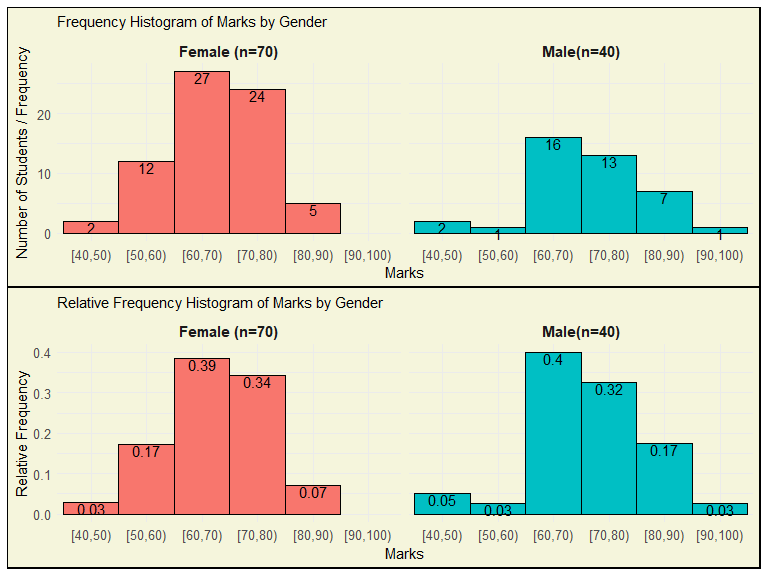 Frequency Histogram of Marks by Gender
Female (n=70) Male(n=40)
Number of Students / Frequency
20
10
0
2 12 27 24 5
2 1 16 13 7 1
[40,50) [50,60) [60,70) [70,80) [80,90) [90,100) [40,50) [50,60) [60,70) [70,80) [80,90) [90,100)
Marks
Relative Frequency Histogram of Marks by Gender
Female (n=70) Male(n=40)
Relative Frequency
0.4
0.3
0.2
0.1
0.0
0.03 0.17 0.39 0.34 0.07
0.05 0.03 0.4 0.32 0.17 0.03
[40,50) [50,60) [60,70) [70,80) [80,90) [90,100) [40,50) [50,60) [60,70) [70,80) [80,90) [90,100)
Marks